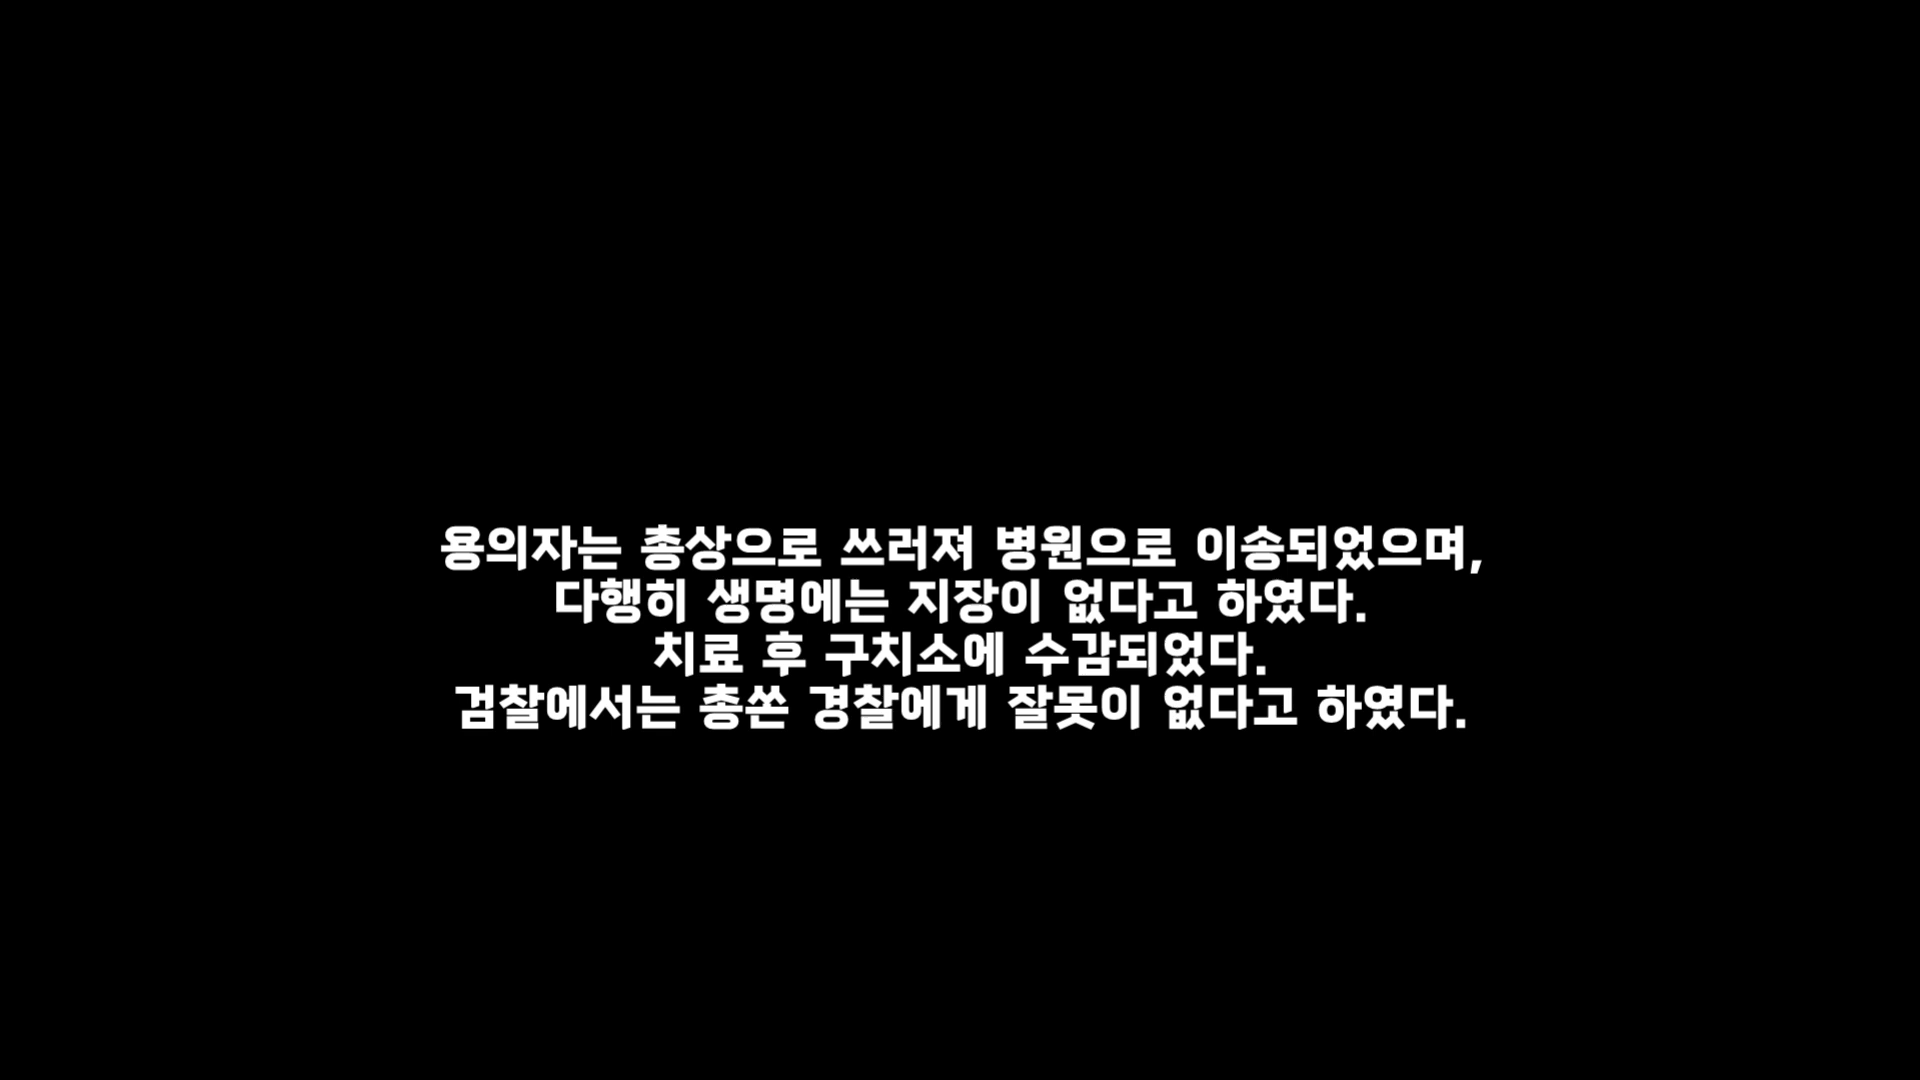 용의자는 총상으로 쓰러져 병원으로 이송되었으며,
다행히 생명에는 지장이 없다고 하였다.
치료 후 구치소에 수감되었다.
검찰에서는 총쏜 경찰에게 잘못이 없다고 하였다.